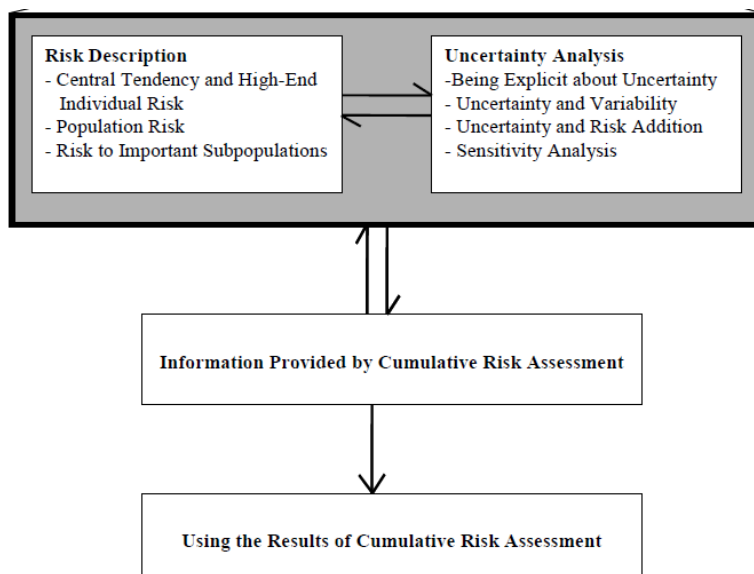 Risk Description
- Central Tendency and High-End
Individual Risk
- Population Risk
- Risk to Important Subpopulations
Uncertainty Analysis
-Being Explicit about Uncertainty
- Uncertainty and Variability
- Uncertainty and Risk Addition
- Sensitivity Analysis
Information Provided by Cumulative Risk Assessment
Using the Results of Cumulative Risk Assessment